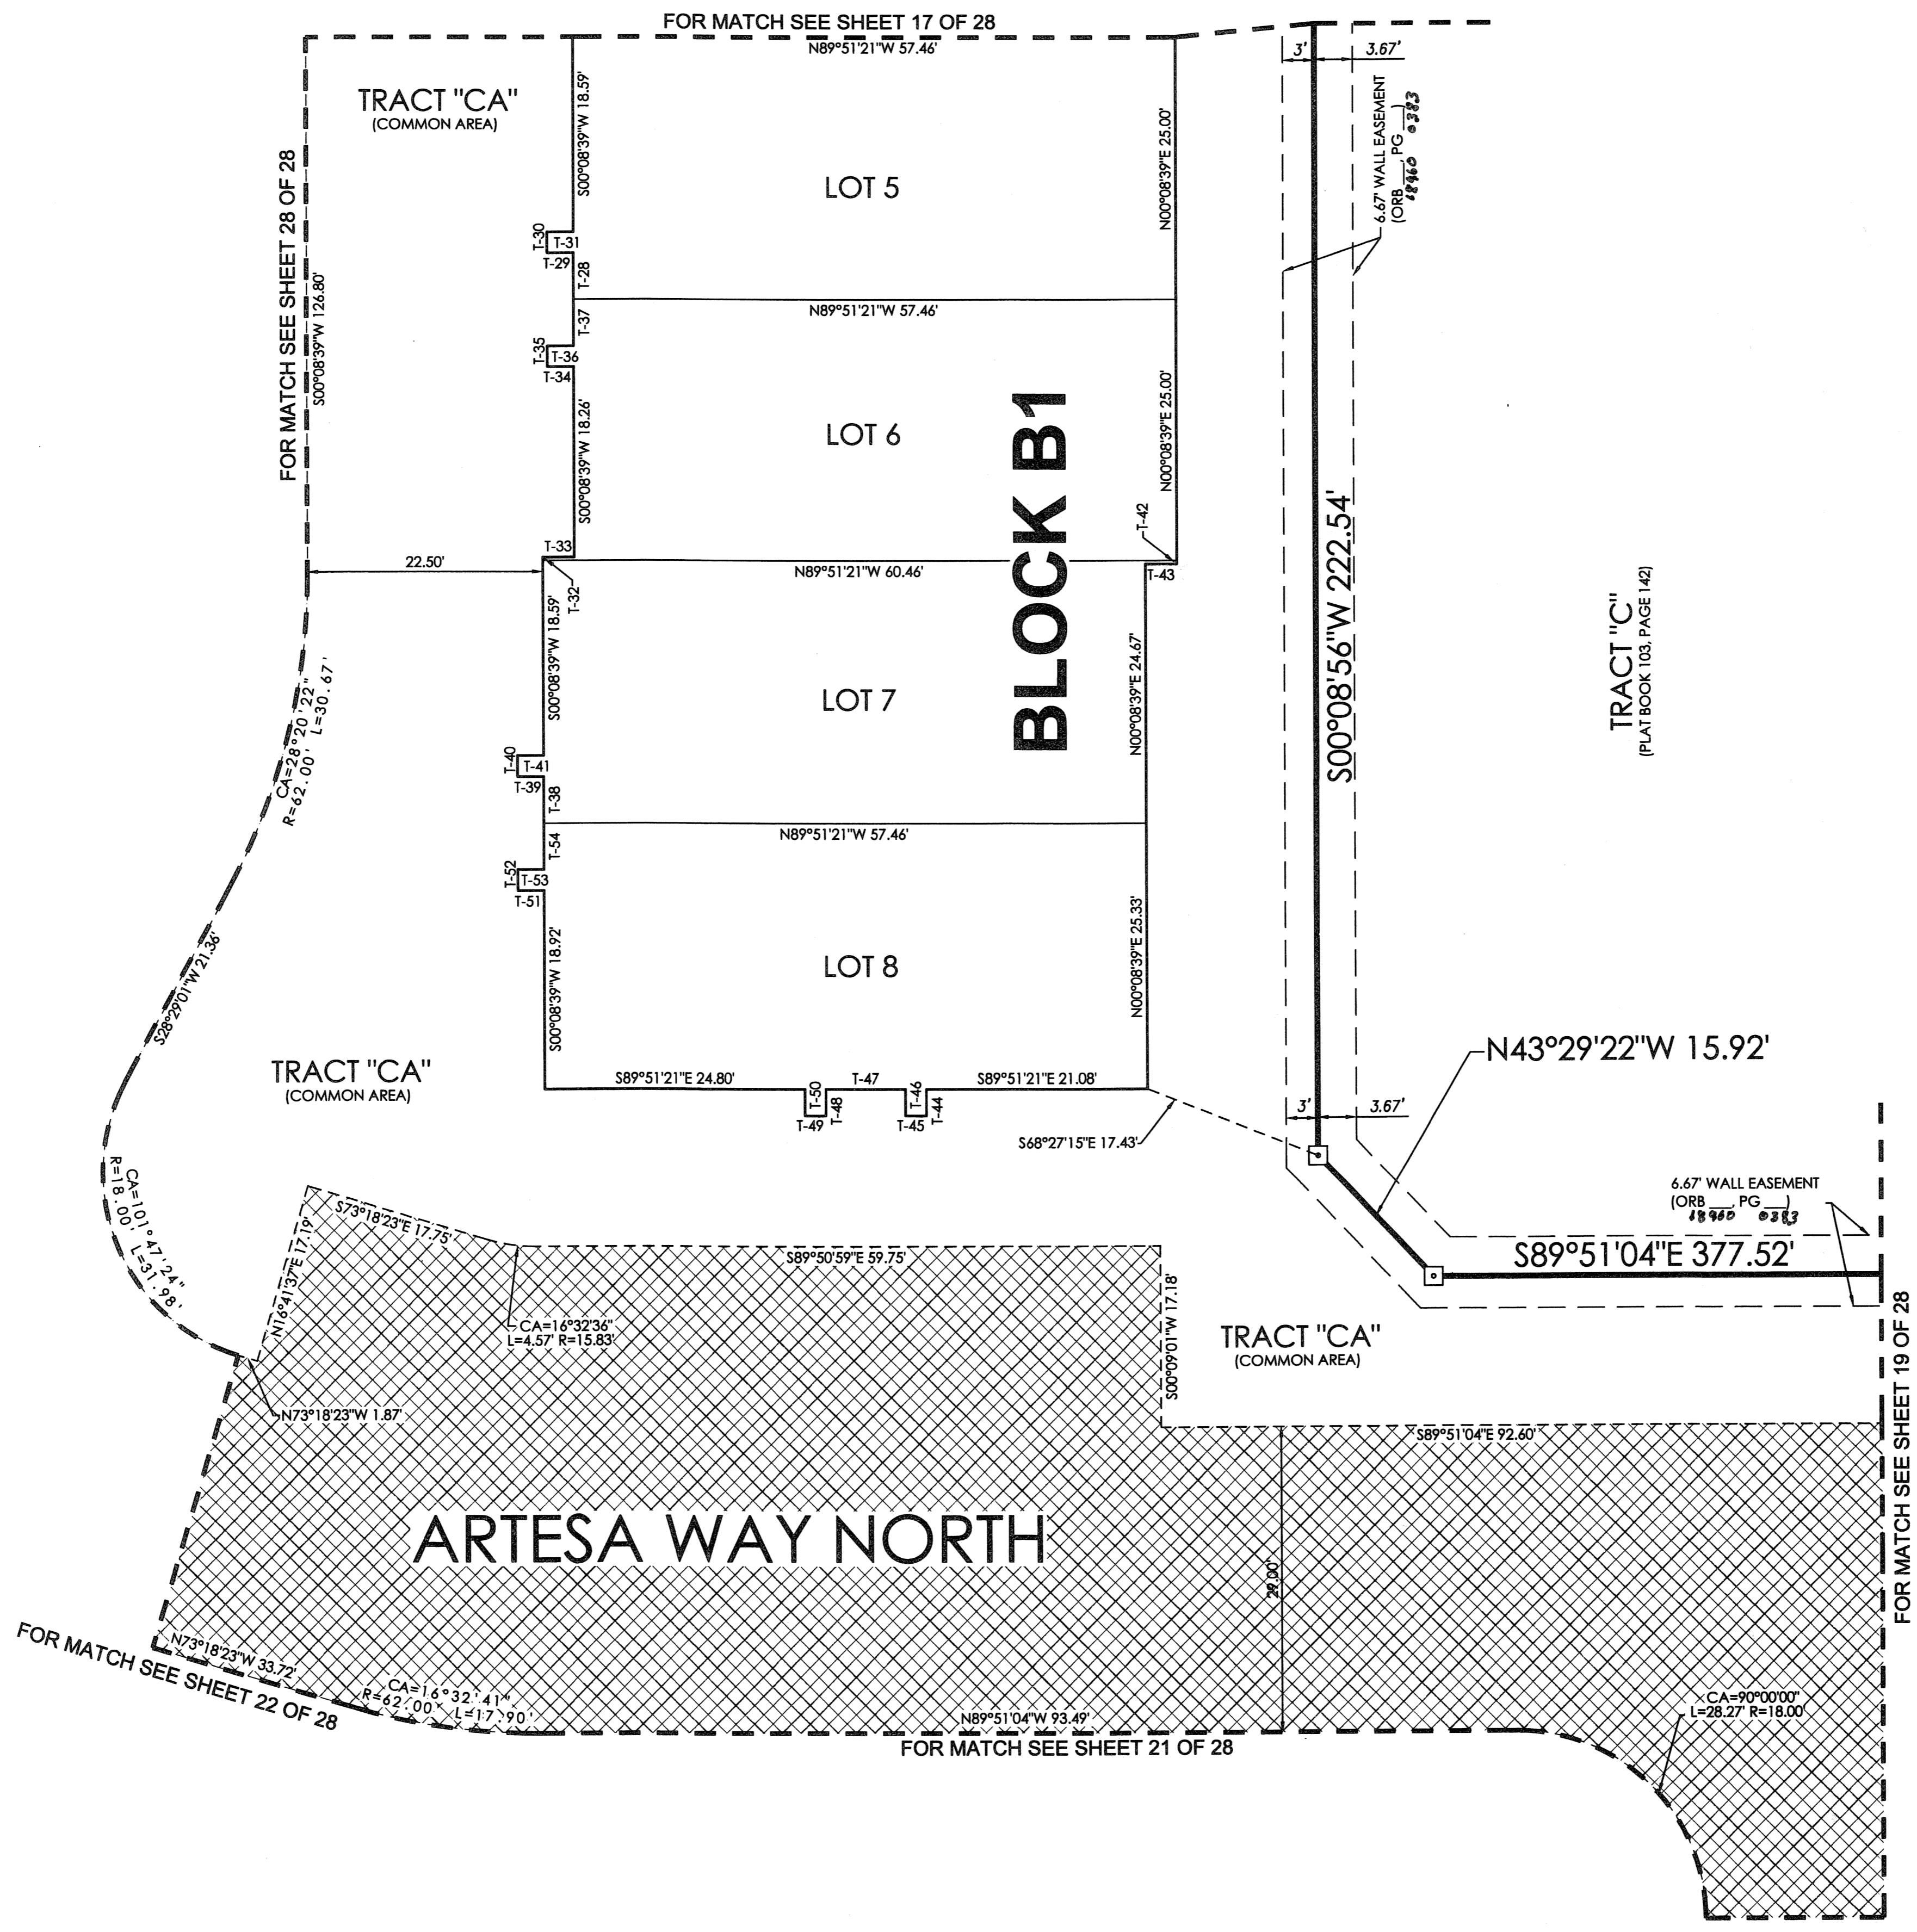 FOR MATCH SEE SHEET 17 OF 28
N89°51'21"W 57.46'
3'
3.67'
TRACT "CA"
(COMMON AREA)
S00°08'39"W 18.59'
N00°08'39"E 25.00'
6.67' WALL EASEMENT
(ORB ___, PG ___)
18960 0383
LOT 5
FOR MATCH SEE SHEET 28 OF 28
S00°08'39"W 126.80'
T-30
T-31
T-29
T-28
N89°51'21"W 57.46'
T-37
T-35
T-36
T-34
S00°08'39"W 18.26'
LOT 6
N00°08'39"E 25.00'
BLOCK B1
T-42
T-33
22.50'
T-32
N89°51'21"W 60.46'
T-43
S00°08'56"W 222.54'
TRACT "C"
(PLAT BOOK 103, PAGE 142)
S00°08'39"W 18.59'
LOT 7
N00°08'39"E 24.67'
CA=28°20'22"
R=62.00' L=30.67'
T-40
T-41
T-39
T-38
N89°51'21"W 57.46'
T-54
T-52
T-53
T-51
S00°08'39"W 18.92'
LOT 8
N00°08'39"E 25.33'
S28°29'01"W 21.36'
N43°29'22"W 15.92'
TRACT "CA"
(COMMON AREA)
S89°51'21"E 24.80'
T-50
T-47
T-46
S89°51'21"E 21.08'
T-49
T-48
T-45
T-44
3'
3.67'
S68°27'15"E 17.43'
CA=101°47'24"
R=18.00' L=31.98'
6.67' WALL EASEMENT
(ORB ___, PG ___)
18960 0383
S73°18'23"E 17.75'
N16°41'37"E 17.19'
S89°50'59"E 59.75'
S89°51'04"E 377.52'
CA=16°32'36"
L=4.57' R=15.83'
S00°09'01"W 17.18'
TRACT "CA"
(COMMON AREA)
FOR MATCH SEE SHEET 19 OF 28
N73°18'23"W 1.87'
S89°51'04"E 92.60'
ARTESA WAY NORTH
29.00'
N73°18'23"W 33.72'
FOR MATCH SEE SHEET 22 OF 28
CA=16°32'41"
R=62.00' L=17.90'
N89°51'04"W 93.49'
FOR MATCH SEE SHEET 21 OF 28
CA=90°00'00"
L=28.27' R=18.00'